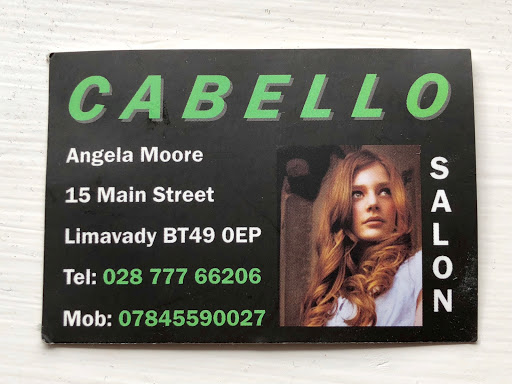 CABELLO
Angela Moore
15 Main Street
Limavady BT49 0EP
Tel: 028 777 66206
Mob: 07845590027
SALON